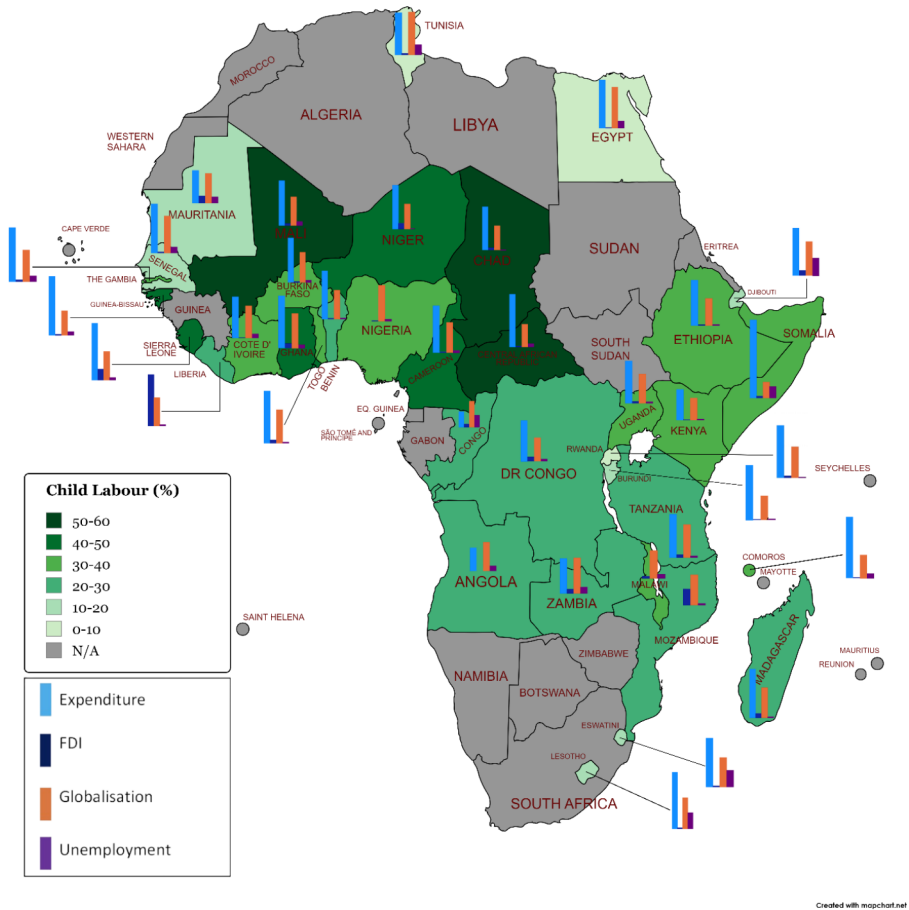 TUNISIA
MOROCCO
ALGERIA
LIBYA
EGYPT
WESTERN
SAHARA
MAURITANIA
MALI
NIGER
CHAD
SUDAN
ERITREA
CAPE VERDE
SENEGAL
THE GAMBIA
GUINEA-BISSAU
GUINEA
BURKINA
FASO
DJIBOUTI
SIERRA
LEONE
LIBERIA
COTE D'
IVOIRE
GHANA
TOGO
BENIN
NIGERIA
CAMEROON
CENTRAL AFRICAN
REPUBLIC
SOUTH
SUDAN
ETHIOPIA
SOMALIA
EQ. GUINEA
SÃO TOMÉ AND
PRINCIPE
GABON
CONGO
DR CONGO
UGANDA
KENYA
RWANDA
BURUNDI
SEYCHELLES
TANZANIA
Child Labour (%)
50-60
40-50
30-40
20-30
10-20
0-10
N/A
Expenditure
FDI
Globalisation
Unemployment
ANGOLA
ZAMBIA
MALAWI
COMOROS
MAYOTTE
MOZAMBIQUE
MADAGASCAR
SAINT HELENA
MAURITIUS
REUNION
ZIMBABWE
NAMIBIA
BOTSWANA
ESWATINI
LESOTHO
SOUTH AFRICA
Created with mapchart.net